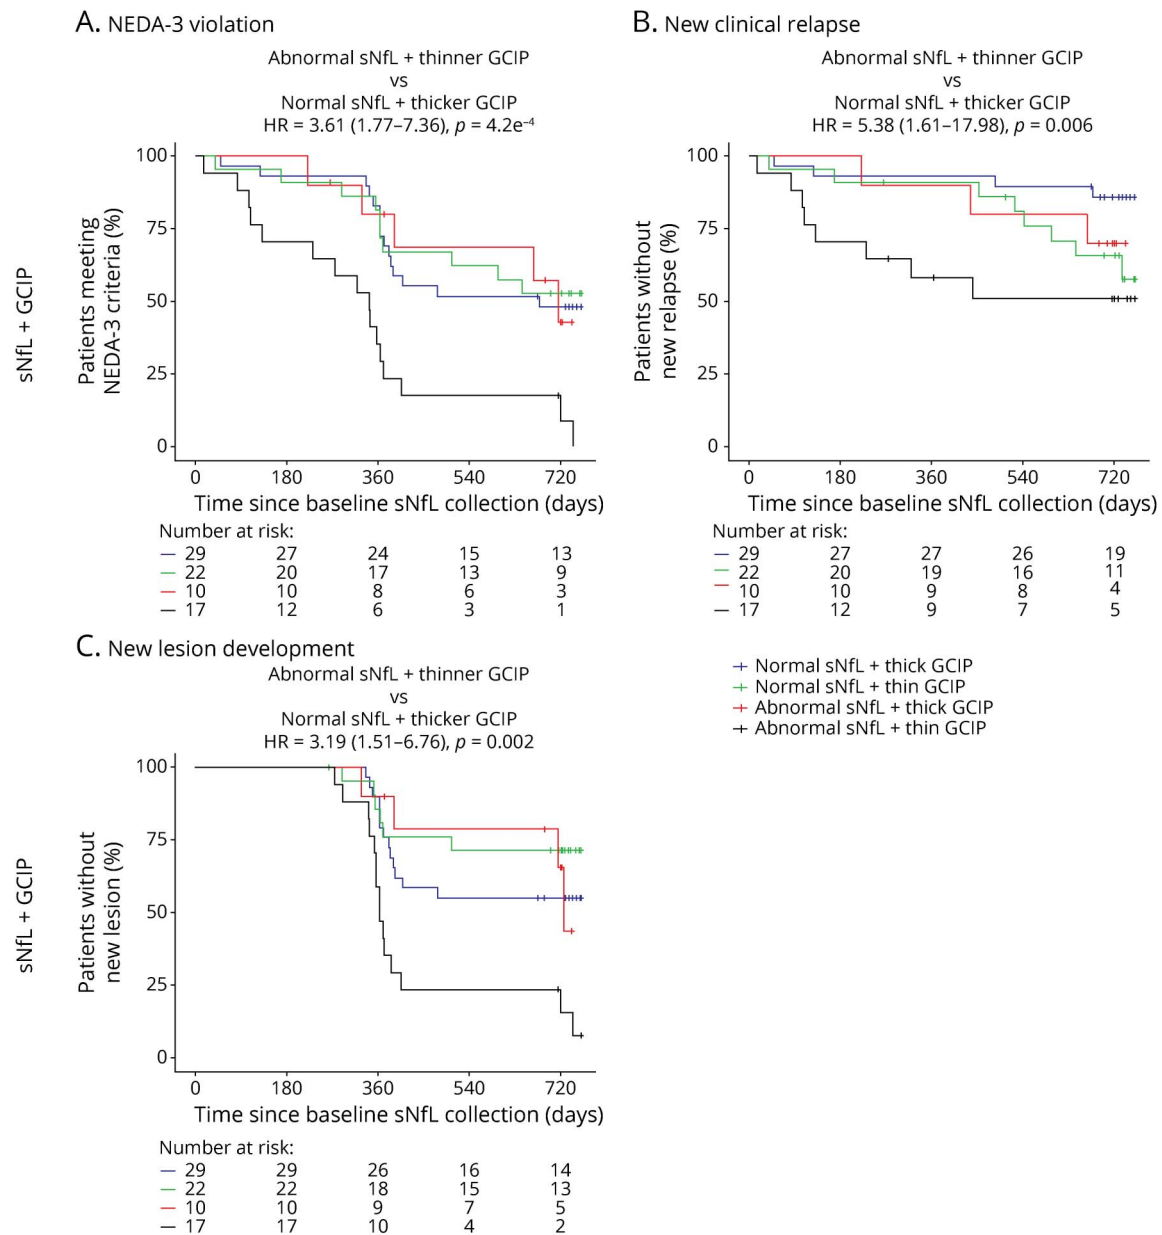 A. NEDA-3 violation
Abnormal sNfL + thinner GCIP
vs
Normal sNfL + thicker GCIP
HR = 3.61 (1.77–7.36), p = 4.2e⁻⁴
sNfL + GCIP
Patients meeting
NEDA-3 criteria (%)
100
75
50
25
0
0 180 360 540 720
Time since baseline sNfL collection (days)
Number at risk:
29 27 24 15 13
22 20 17 13 9
10 10 8 6 3
17 12 6 3 1
B. New clinical relapse
Abnormal sNfL + thinner GCIP
vs
Normal sNfL + thicker GCIP
HR = 5.38 (1.61–17.98), p = 0.006
Patients without
new relapse (%)
100
75
50
25
0
0 180 360 540 720
Time since baseline sNfL collection (days)
Number at risk:
29 27 27 26 19
22 20 19 16 11
10 10 9 8 4
17 12 9 7 5
C. New lesion development
Abnormal sNfL + thinner GCIP
vs
Normal sNfL + thicker GCIP
HR = 3.19 (1.51–6.76), p = 0.002
sNfL + GCIP
Patients without
new lesion (%)
100
75
50
25
0
0 180 360 540 720
Time since baseline sNfL collection (days)
Number at risk:
29 29 26 16 14
22 22 18 15 13
10 10 9 7 5
17 17 10 4 2
Normal sNfL + thick GCIP
Normal sNfL + thin GCIP
Abnormal sNfL + thick GCIP
Abnormal sNfL + thin GCIP